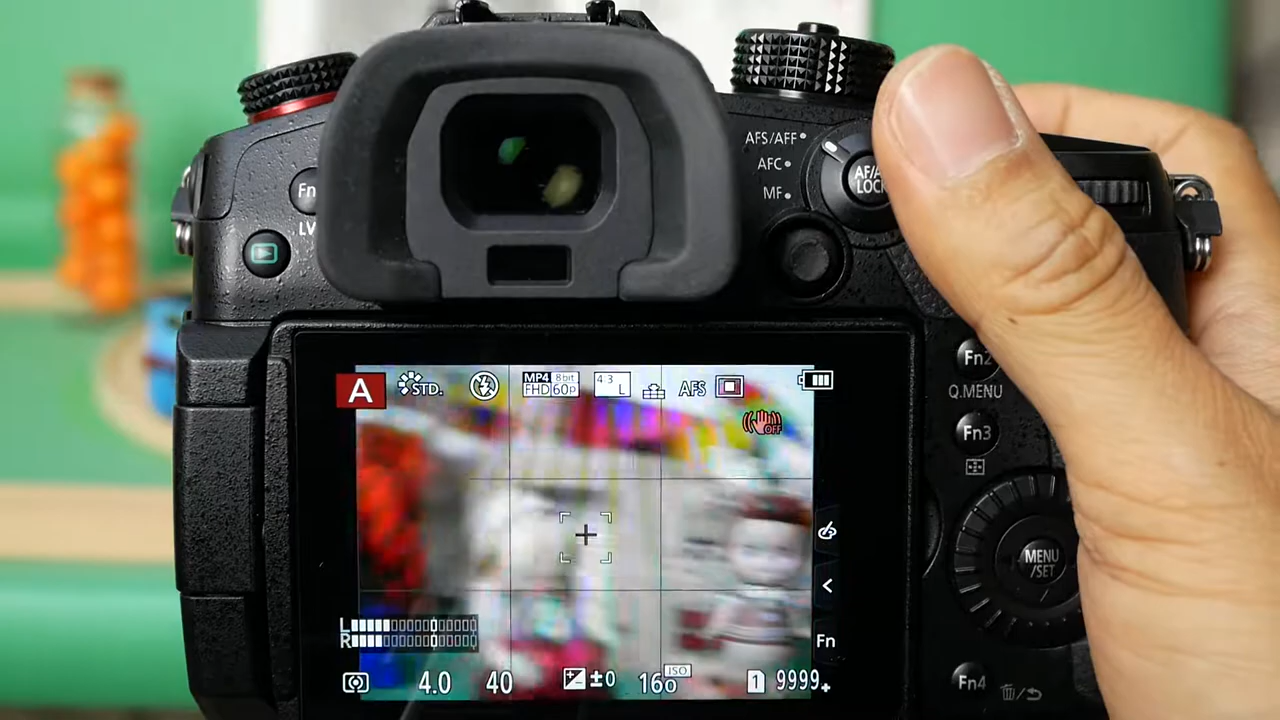 AFS/AFF
AFC
MF
AF/A
LOCK
Fn
LV
A
STD.
MP4 8bit
FHD 60p
4:3
L
AFS
OFF
Fn2
Q.MENU
Fn3
MENU
/SET
L
R
Fn
4.0
40
±0
ISO
160
1
9999+
Fn4